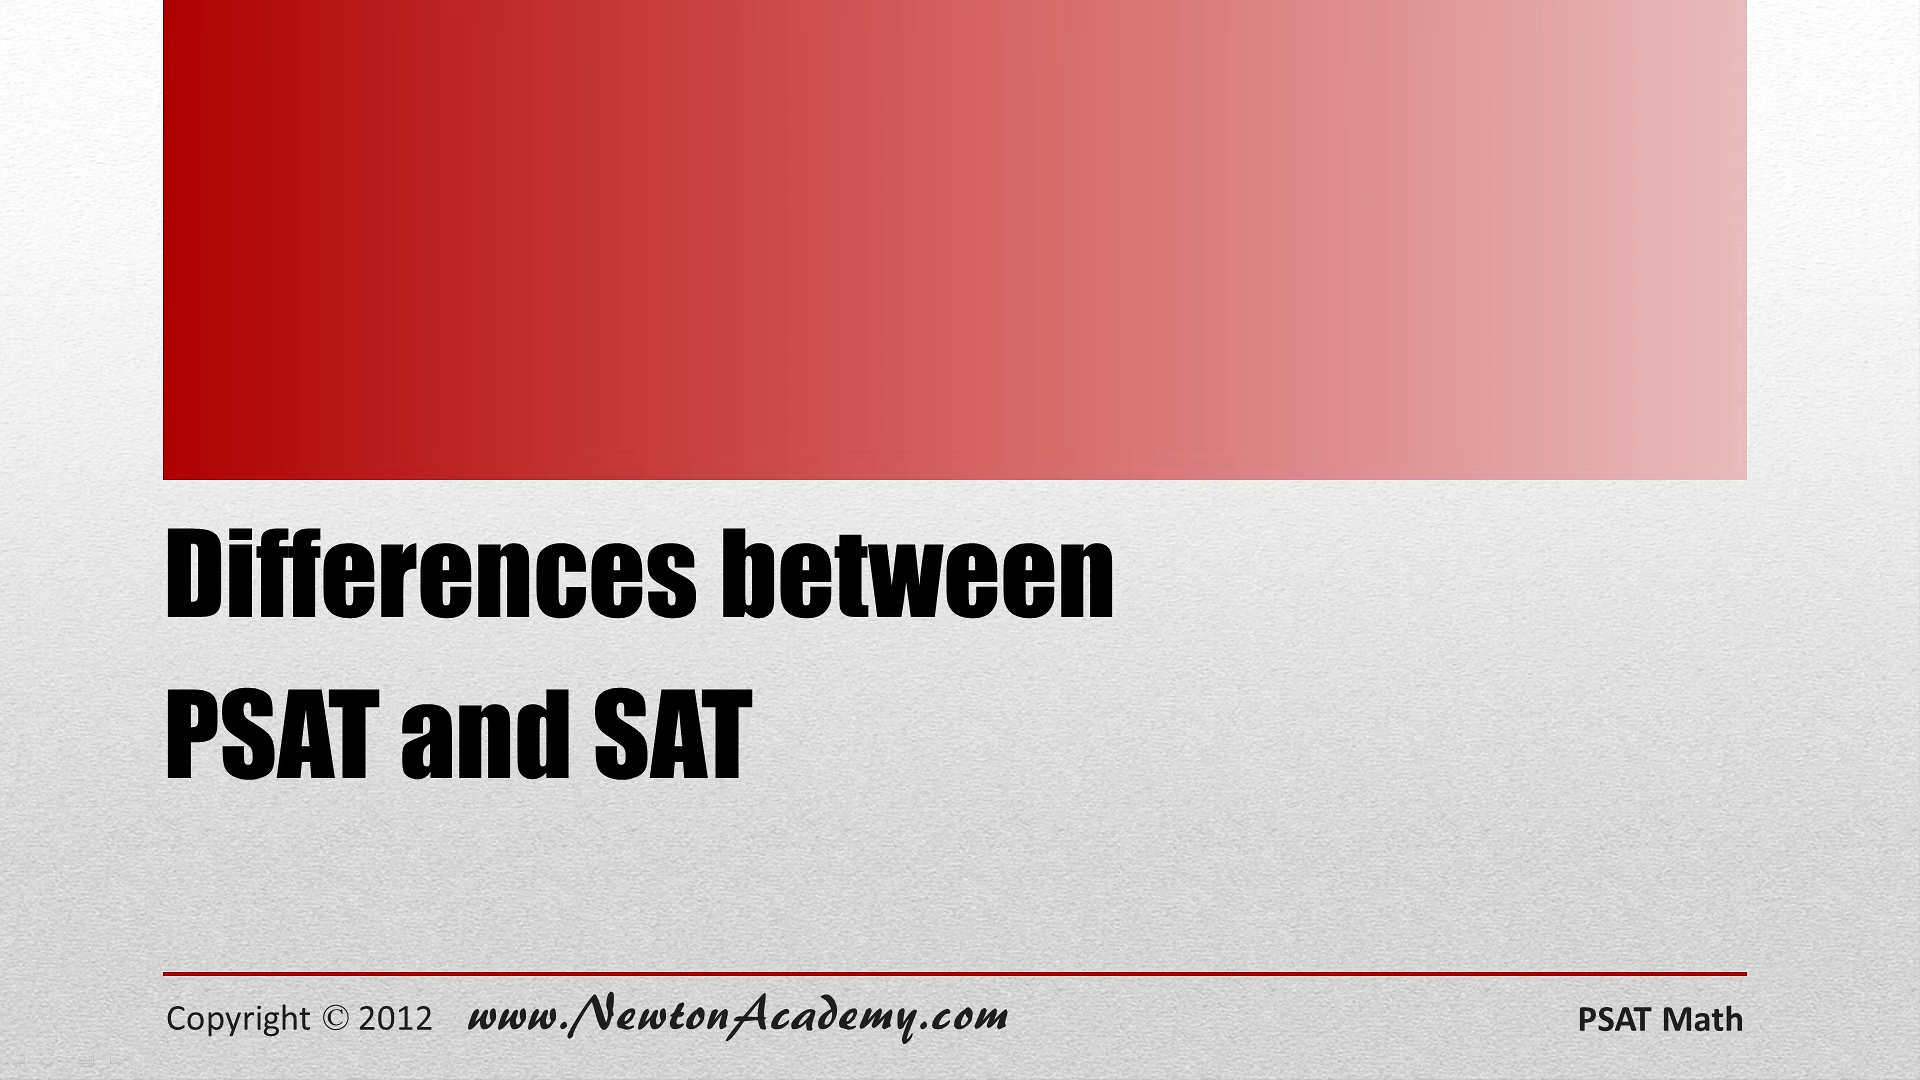 Differences between
PSAT and SAT
Copyright © 2012 www.NewtonAcademy.com PSAT Math